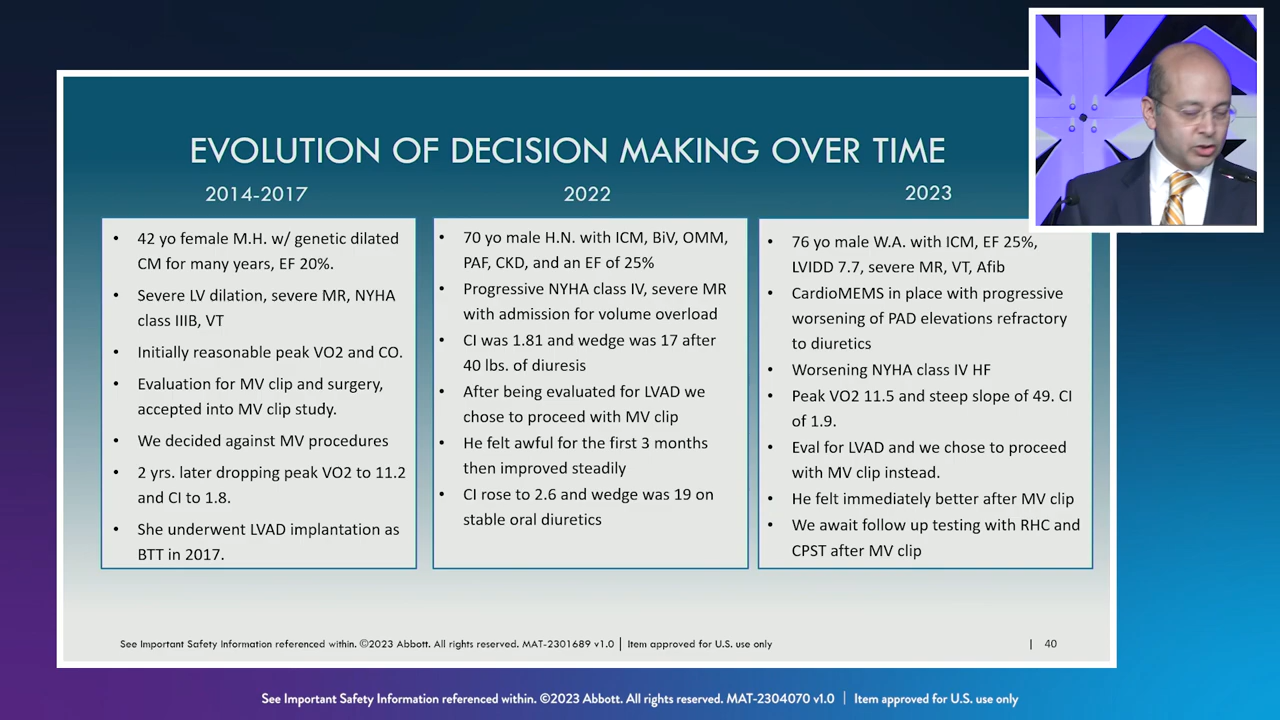 EVOLUTION OF DECISION MAKING OVER TIME
2014-2017
• 42 yo female M.H. w/ genetic dilated
CM for many years, EF 20%.
• Severe LV dilation, severe MR, NYHA
class IIIB, VT
• Initially reasonable peak VO2 and CO.
• Evaluation for MV clip and surgery,
accepted into MV clip study.
• We decided against MV procedures
• 2 yrs. later dropping peak VO2 to 11.2
and CI to 1.8.
• She underwent LVAD implantation as
BTT in 2017.
2022
• 70 yo male H.N. with ICM, BiV, OMM,
PAF, CKD, and an EF of 25%
• Progressive NYHA class IV, severe MR
with admission for volume overload
• CI was 1.81 and wedge was 17 after
40 lbs. of diuresis
• After being evaluated for LVAD we
chose to proceed with MV clip
• He felt awful for the first 3 months
then improved steadily
• CI rose to 2.6 and wedge was 19 on
stable oral diuretics
2023
• 76 yo male W.A. with ICM, EF 25%,
LVIDD 7.7, severe MR, VT, Afib
• CardioMEMS in place with progressive
worsening of PAD elevations refractory
to diuretics
• Worsening NYHA class IV HF
• Peak VO2 11.5 and steep slope of 49. CI
of 1.9.
• Eval for LVAD and we chose to proceed
with MV clip instead.
• He felt immediately better after MV clip
• We await follow up testing with RHC and
CPST after MV clip
See Important Safety Information referenced within. ©2023 Abbott. All rights reserved. MAT-2301689 v1.0 | Item approved for U.S. use only
| 40
See Important Safety Information referenced within. ©2023 Abbott. All rights reserved. MAT-2304070 v1.0 | Item approved for U.S. use only